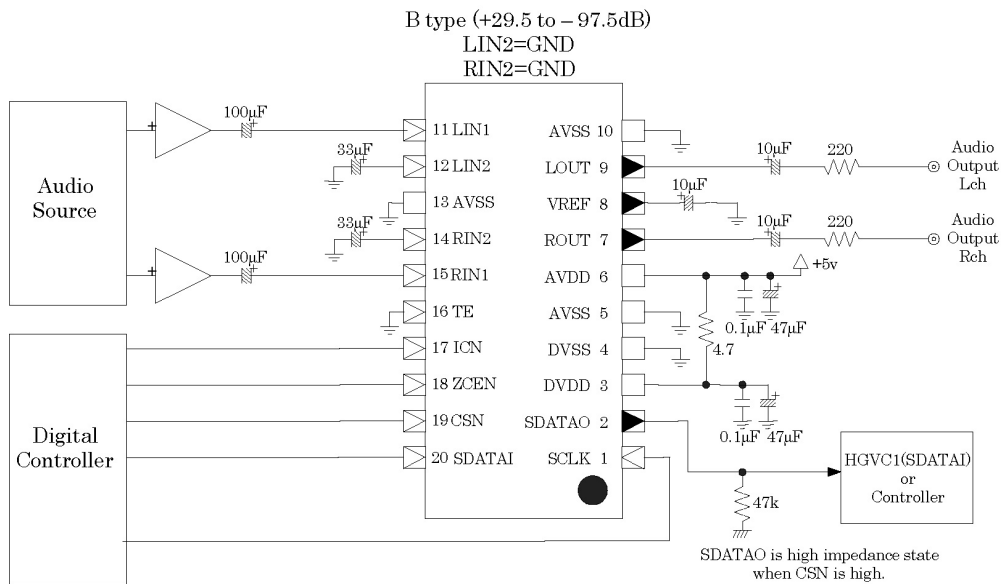 B type (+29.5 to – 97.5dB)
LIN2=GND
RIN2=GND
Audio
Source
+
100μF
+
11 LIN1
33μF
+
12 LIN2
13 AVSS
33μF
+
14 RIN2
+
100μF
+
15 RIN1
16 TE
17 ICN
18 ZCEN
19 CSN
20 SDATAI
Digital
Controller
AVSS 10
LOUT 9
VREF 8
ROUT 7
AVDD 6
AVSS 5
DVSS 4
DVDD 3
SDATAO 2
SCLK 1
10μF
+
220
Audio
Output
Lch
10μF
+
10μF
+
220
Audio
Output
Rch
+5v
+
0.1μF 47μF
4.7
+
0.1μF 47μF
HGVC1(SDATAI)
or
Controller
47k
SDATAO is high impedance state
when CSN is high.